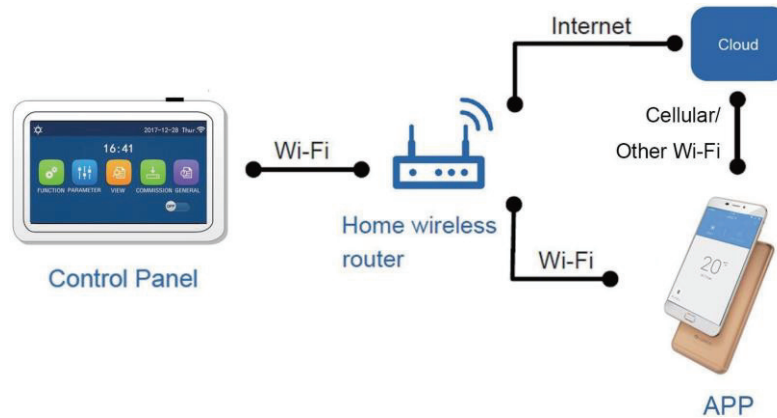 Internet
Cloud
2017-12-28 Thur
16:41
FUNCTION PARAMETER VIEW COMMISSION GENERAL
OFF
Wi-Fi
Cellular/
Other Wi-Fi
Home wireless
router
Control Panel
Wi-Fi
20°C
APP